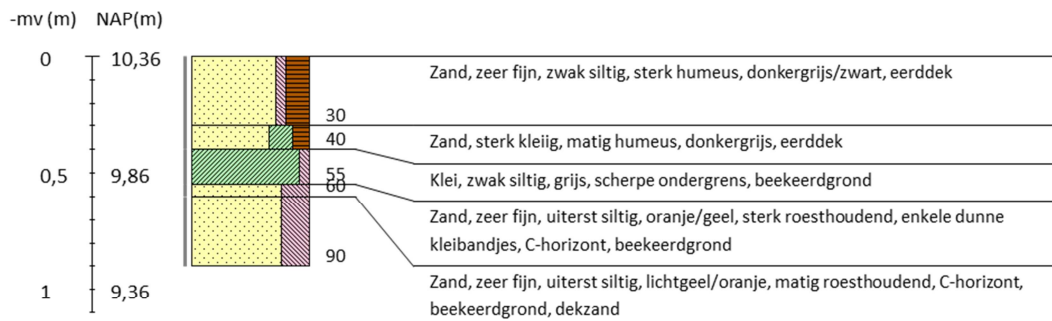 -mv (m) NAP(m)
0 10,36
Zand, zeer fijn, zwak siltig, sterk humeus, donkergrijs/zwart, eerddek
30
40
Zand, sterk kleiig, matig humeus, donkergrijs, eerddek
0,5 9,86
55
Klei, zwak siltig, grijs, scherpe ondergrens, beekeerdgrond
60
Zand, zeer fijn, uiterst siltig, oranje/geel, sterk roesthoudend, enkele dunne
kleibandjes, C-horizont, beekeerdgrond
90
Zand, zeer fijn, uiterst siltig, lichtgeel/oranje, matig roesthoudend, C-horizont,
1 9,36
beekeerdgrond, dekzand